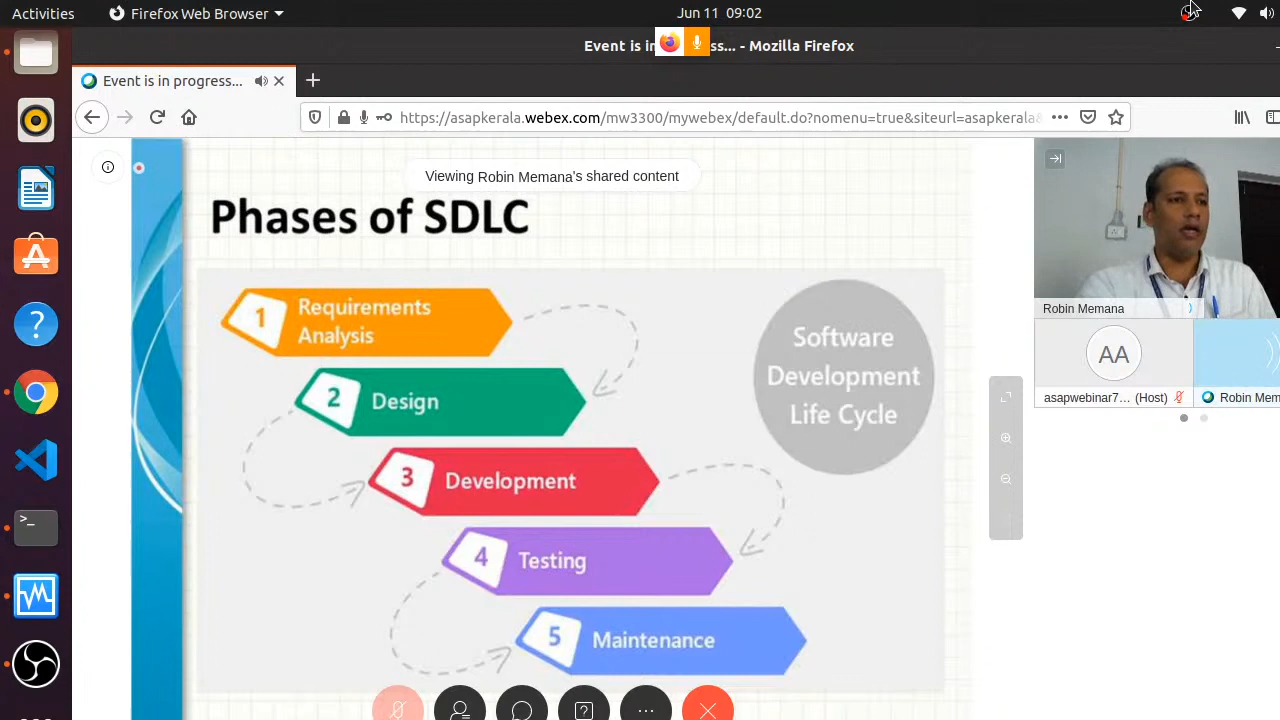 Activities
Firefox Web Browser
Jun 11 09:02
Event is in
ss... - Mozilla Firefox
Event is in progress...
https://asapkerala.webex.com/mw3300/mywebex/default.do?nomenu=true&siteurl=asapkerala&
Viewing Robin Memana's shared content
Phases of SDLC
1
Requirements
Analysis
2
Design
3
Development
4
Testing
5
Maintenance
Software
Development
Life Cycle
Robin Memana
AA
asapwebinar7... (Host)
Robin Mem